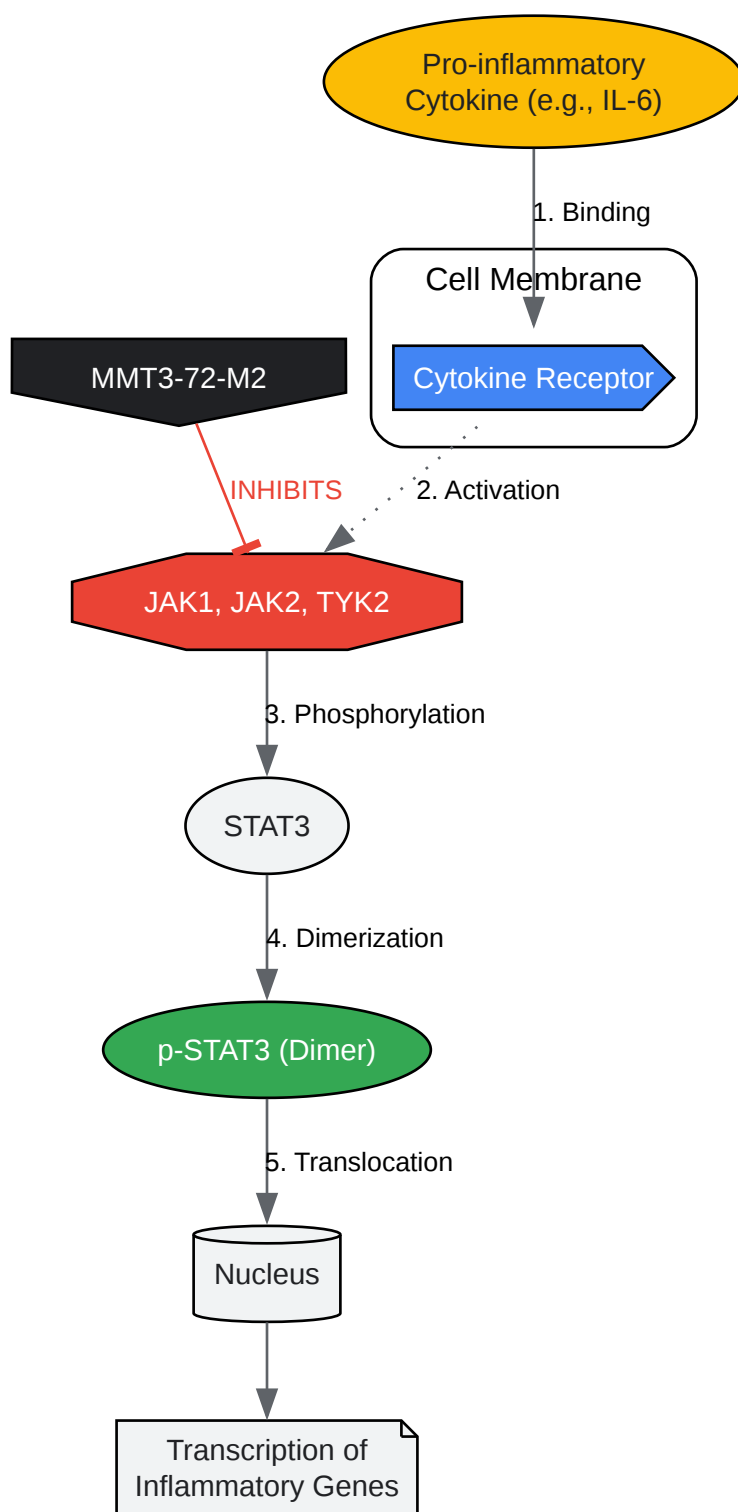 Pro-inflammatory
Cytokine (e.g., IL-6)
1. Binding
Cell Membrane
MMT3-72-M2
Cytokine Receptor
INHIBITS
2. Activation
JAK1, JAK2, TYK2
3. Phosphorylation
STAT3
4. Dimerization
p-STAT3 (Dimer)
5. Translocation
Nucleus
Transcription of
Inflammatory Genes